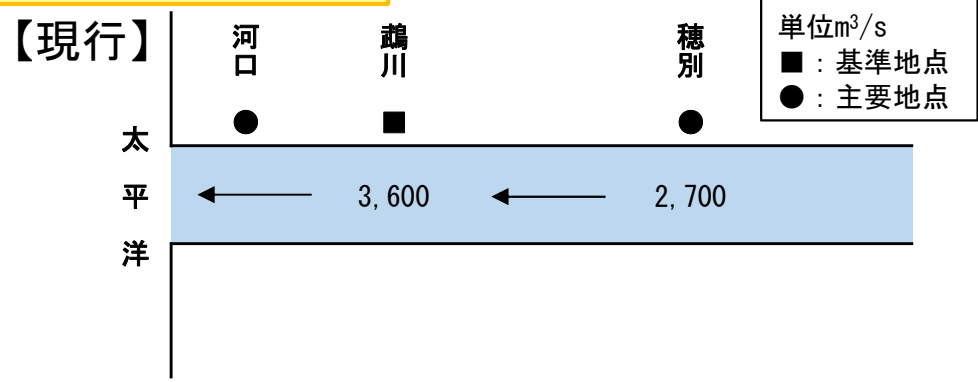 【現行】
河口
鵡川
穂別
単位m³/s
■：基準地点
●：主要地点
太平洋
3,600
2,700